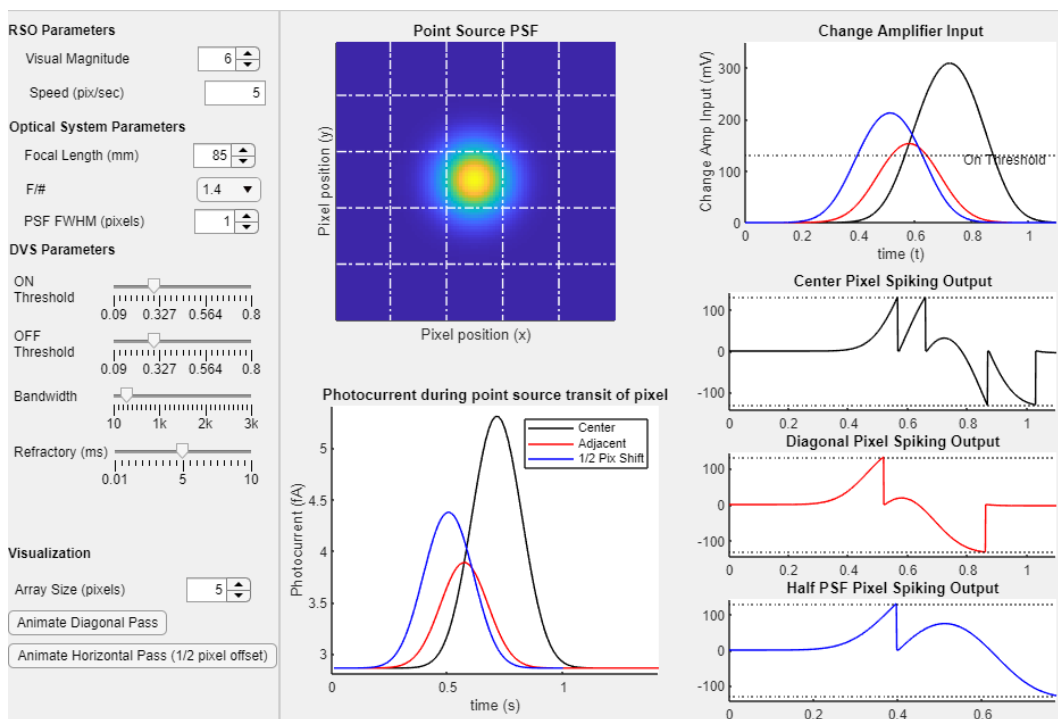 RSO Parameters
Visual Magnitude 6
Speed (pix/sec) 5
Optical System Parameters
Focal Length (mm) 85
F/# 1.4
PSF FWHM (pixels) 1
DVS Parameters
ON Threshold
0.09 0.327 0.564 0.8
OFF Threshold
0.09 0.327 0.564 0.8
Bandwidth
10 1k 2k 3k
Refractory (ms)
0.01 5 10
Visualization
Array Size (pixels) 5
Animate Diagonal Pass
Animate Horizontal Pass (1/2 pixel offset)
Point Source PSF
Pixel position (y)
Pixel position (x)
Photocurrent during point source transit of pixel
Center
Adjacent
1/2 Pix Shift
Photocurrent (fA)
5
4.5
4
3.5
3
0 0.5 1
time (s)
Change Amplifier Input
Change Amp Input (mV)
300
200
100
0
On Threshold
0 0.2 0.4 0.6 0.8 1
time (t)
Center Pixel Spiking Output
100
0
-100
0 0.2 0.4 0.6 0.8 1
Diagonal Pixel Spiking Output
100
0
-100
0 0.2 0.4 0.6 0.8 1
Half PSF Pixel Spiking Output
100
0
-100
0 0.2 0.4 0.6